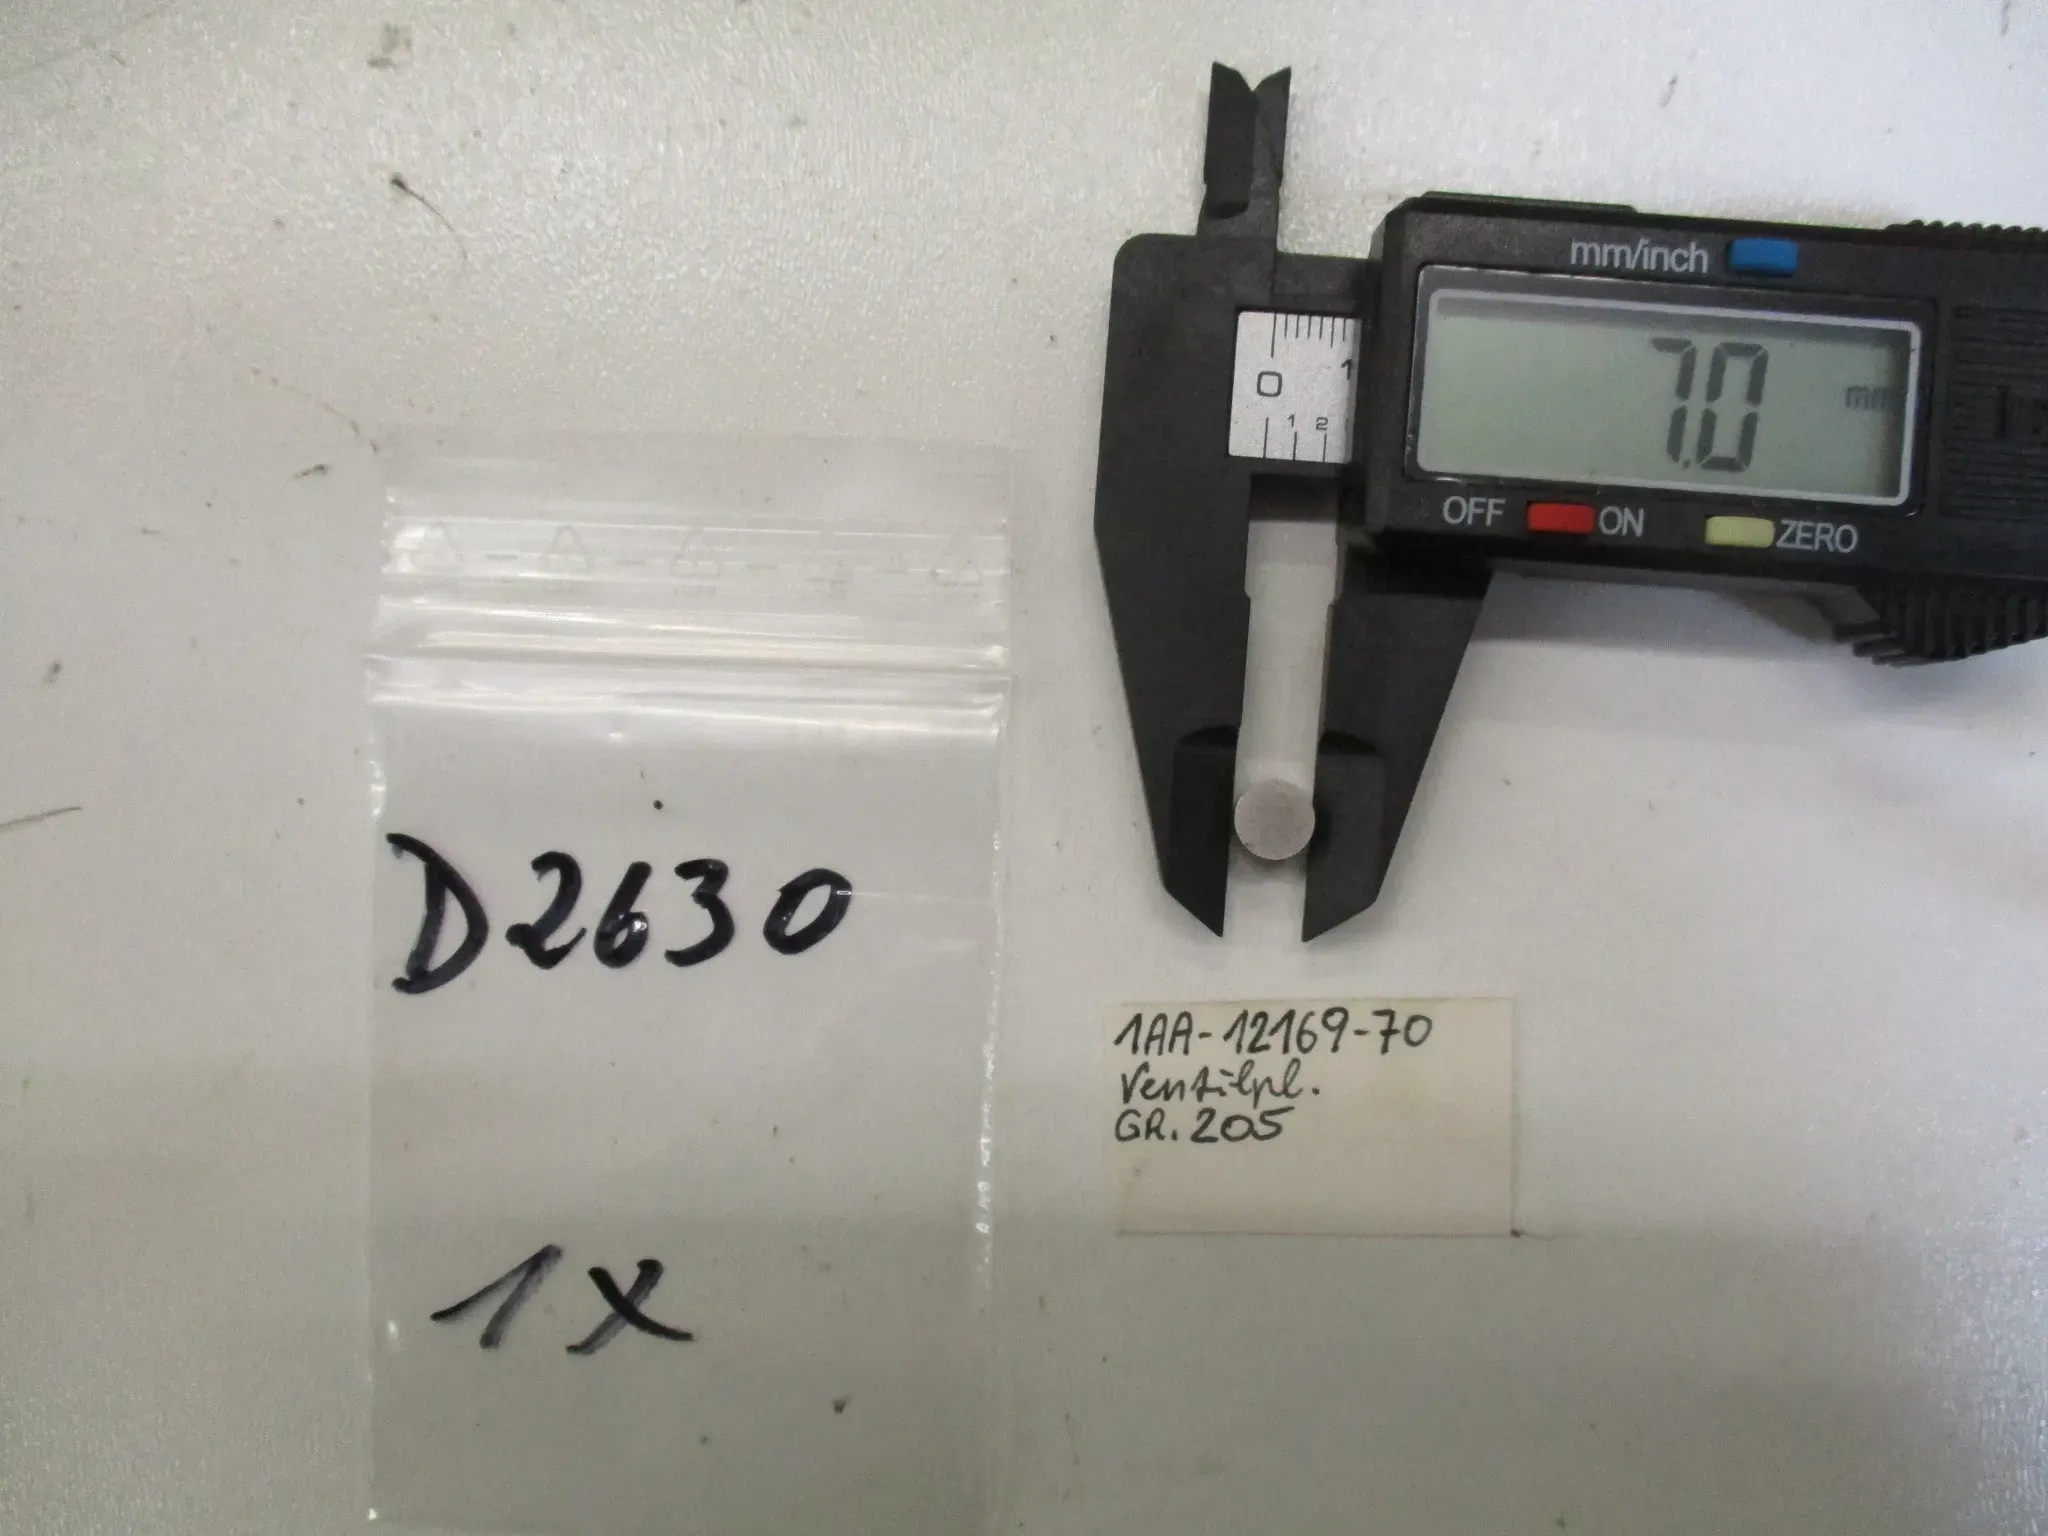 mm/inch
7.0 mm
OFF ON ZERO
0 1
1 2
D2630
1x
1AA-12169-70
Ventilpl.
GR. 205